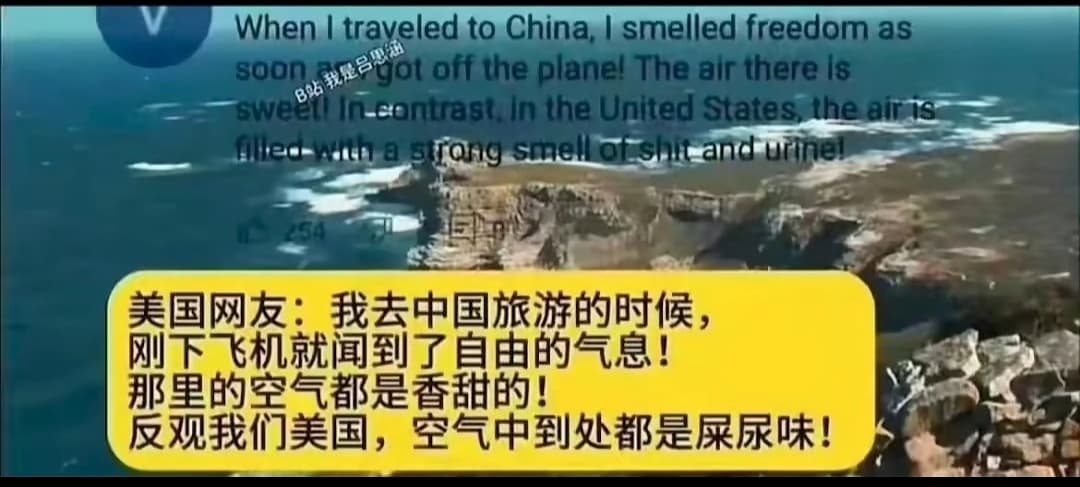 V
When I traveled to China, I smelled freedom as
soon as I got off the plane! The air there is
sweet! In contrast, in the United States, the air is
filled with a strong smell of shit and urine!
B站 我是吕思涵
254
美国网友：我去中国旅游的时候，
刚下飞机就闻到了自由的气息！
那里的空气都是香甜的！
反观我们美国，空气中到处都是屎尿味！